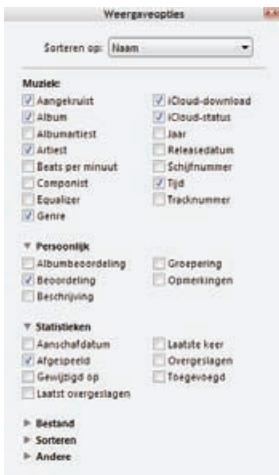 Weergaveopties
Sorteren op: Naam
Muziek:
Aangekruist
Album
Albumartiest
Artiest
Beats per minuut
Componist
Equalizer
Genre
iCloud-download
iCloud-status
Jaar
Releasedatum
Schijfnummer
Tijd
Tracknummer
Persoonlijk
Albumbeoordeling
Beoordeling
Beschrijving
Groepering
Opmerkingen
Statistieken
Aanschafdatum
Afgespeeld
Gewijzigd op
Laatst overgeslagen
Laatste keer
Overgeslagen
Toegevoegd
Bestand
Sorteren
Andere